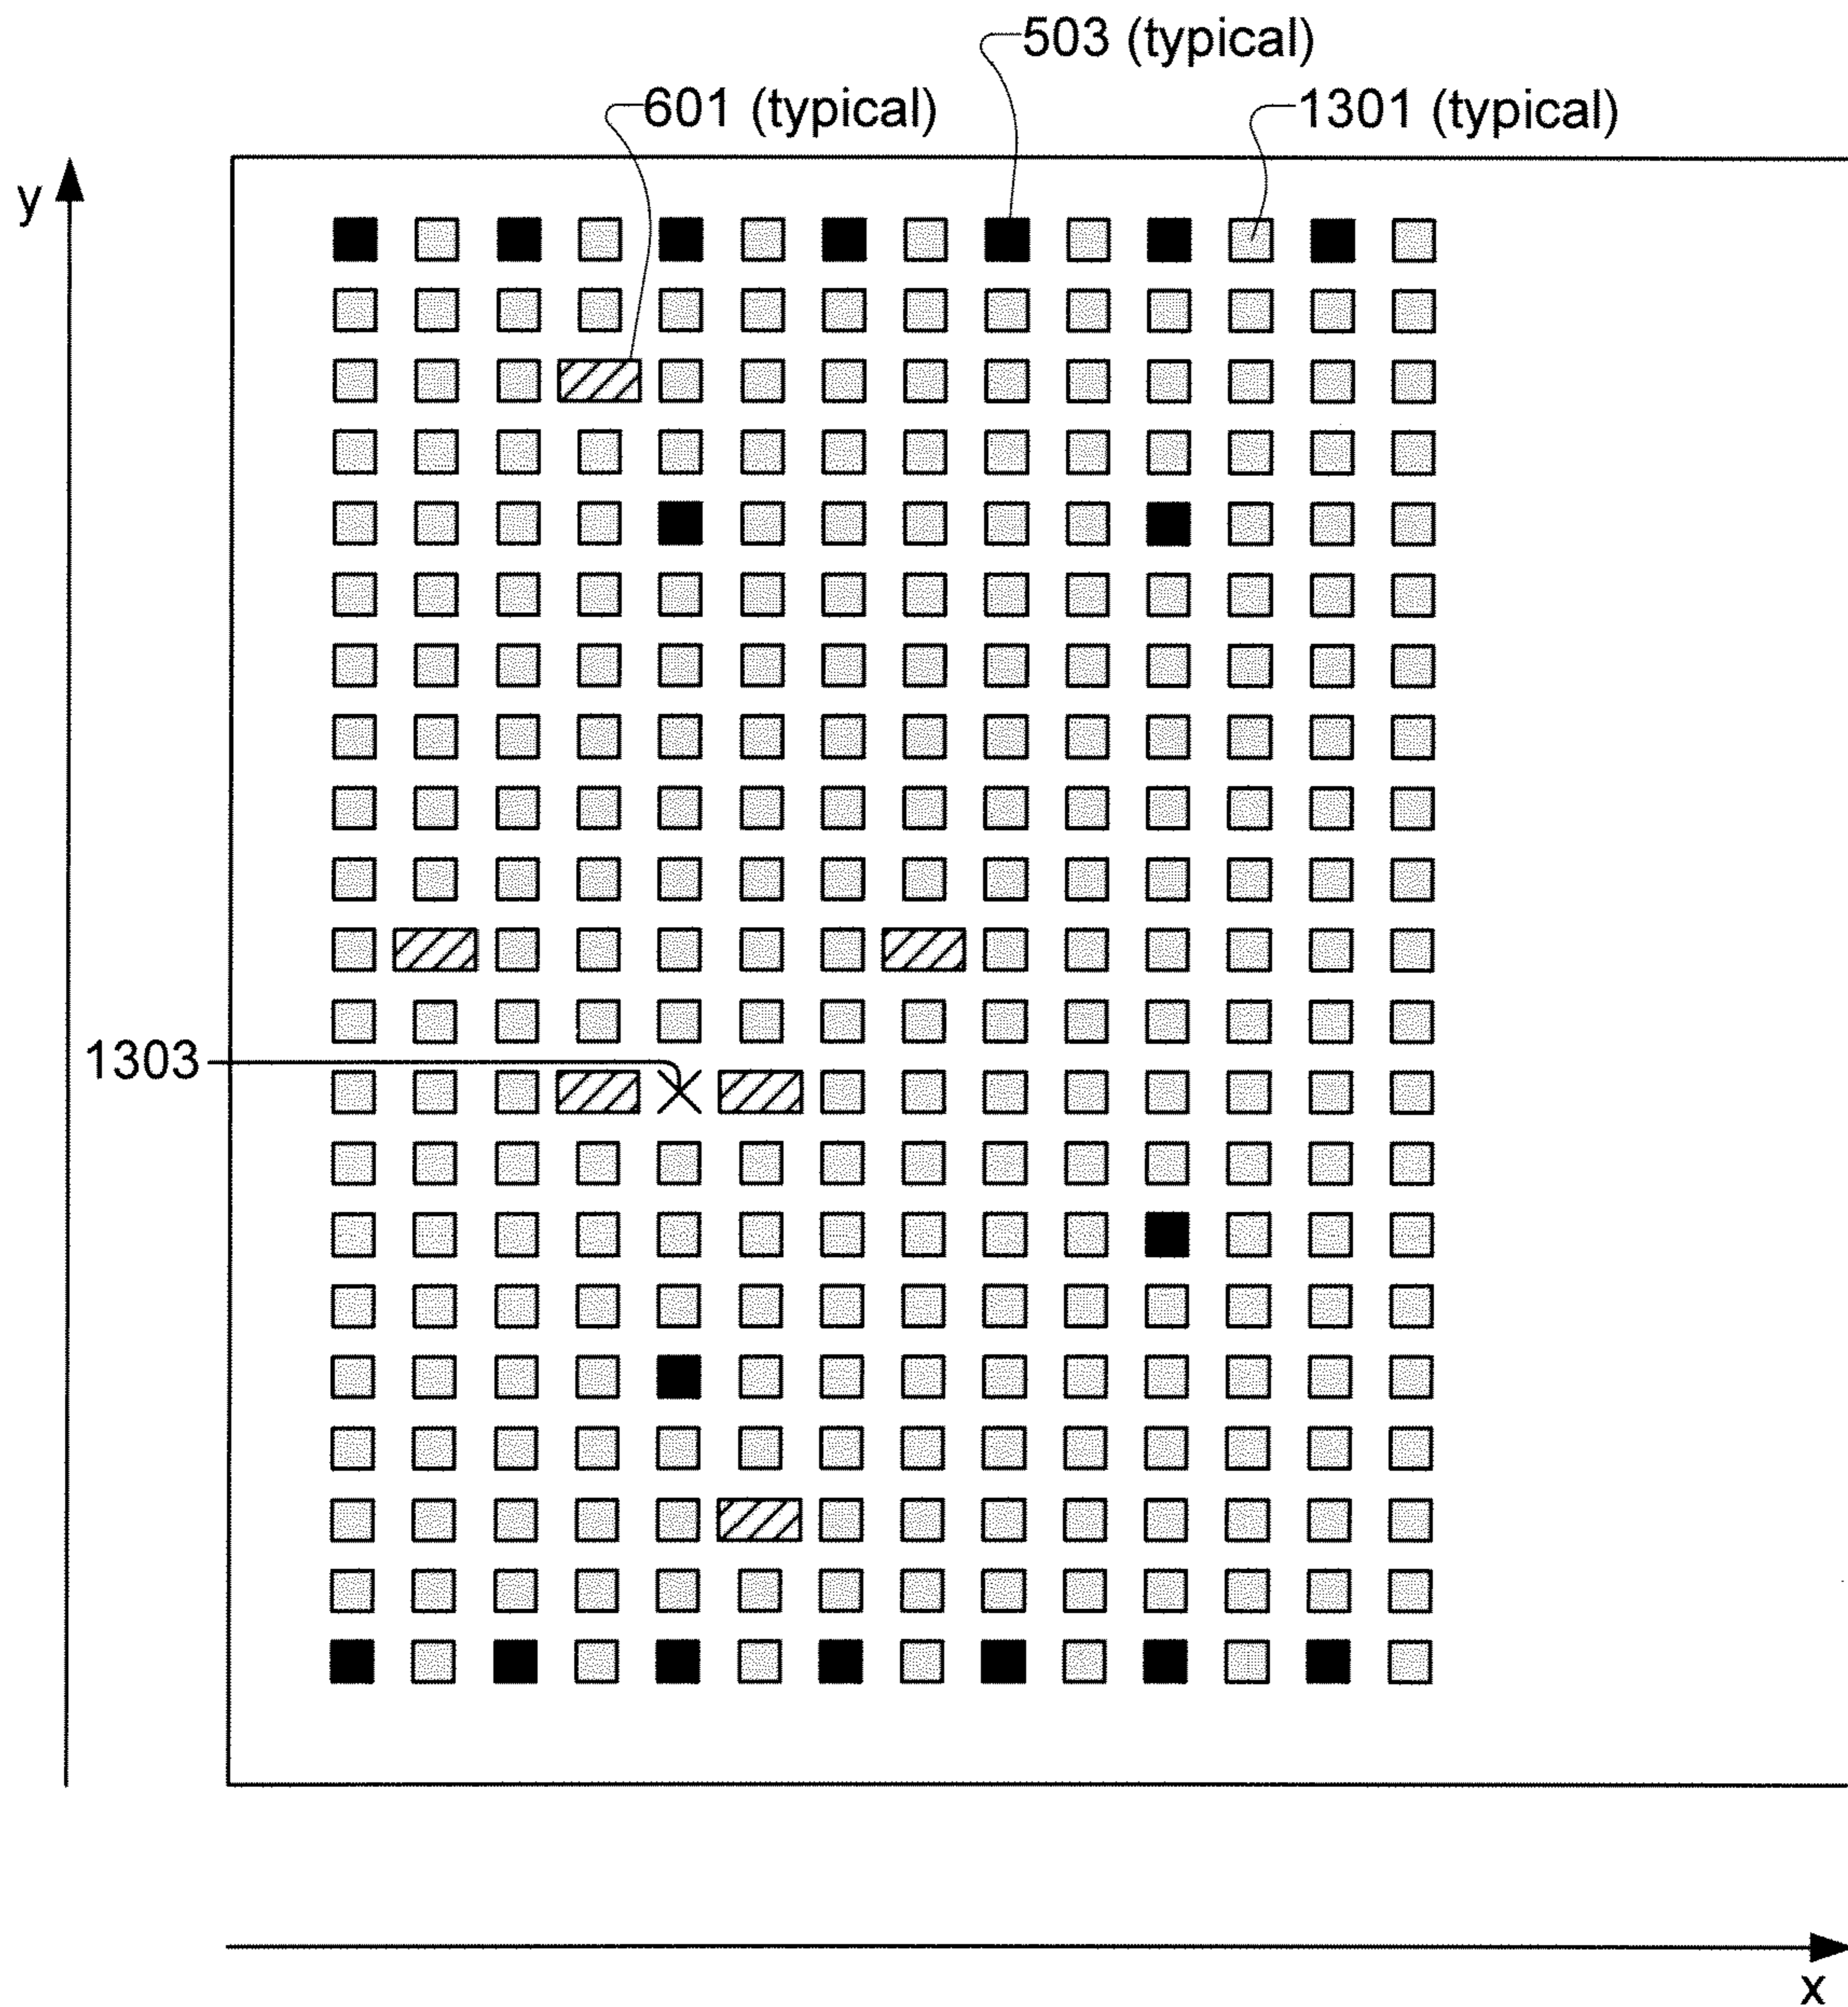 503 (typical)
601 (typical)
1301 (typical)
y
1303
x